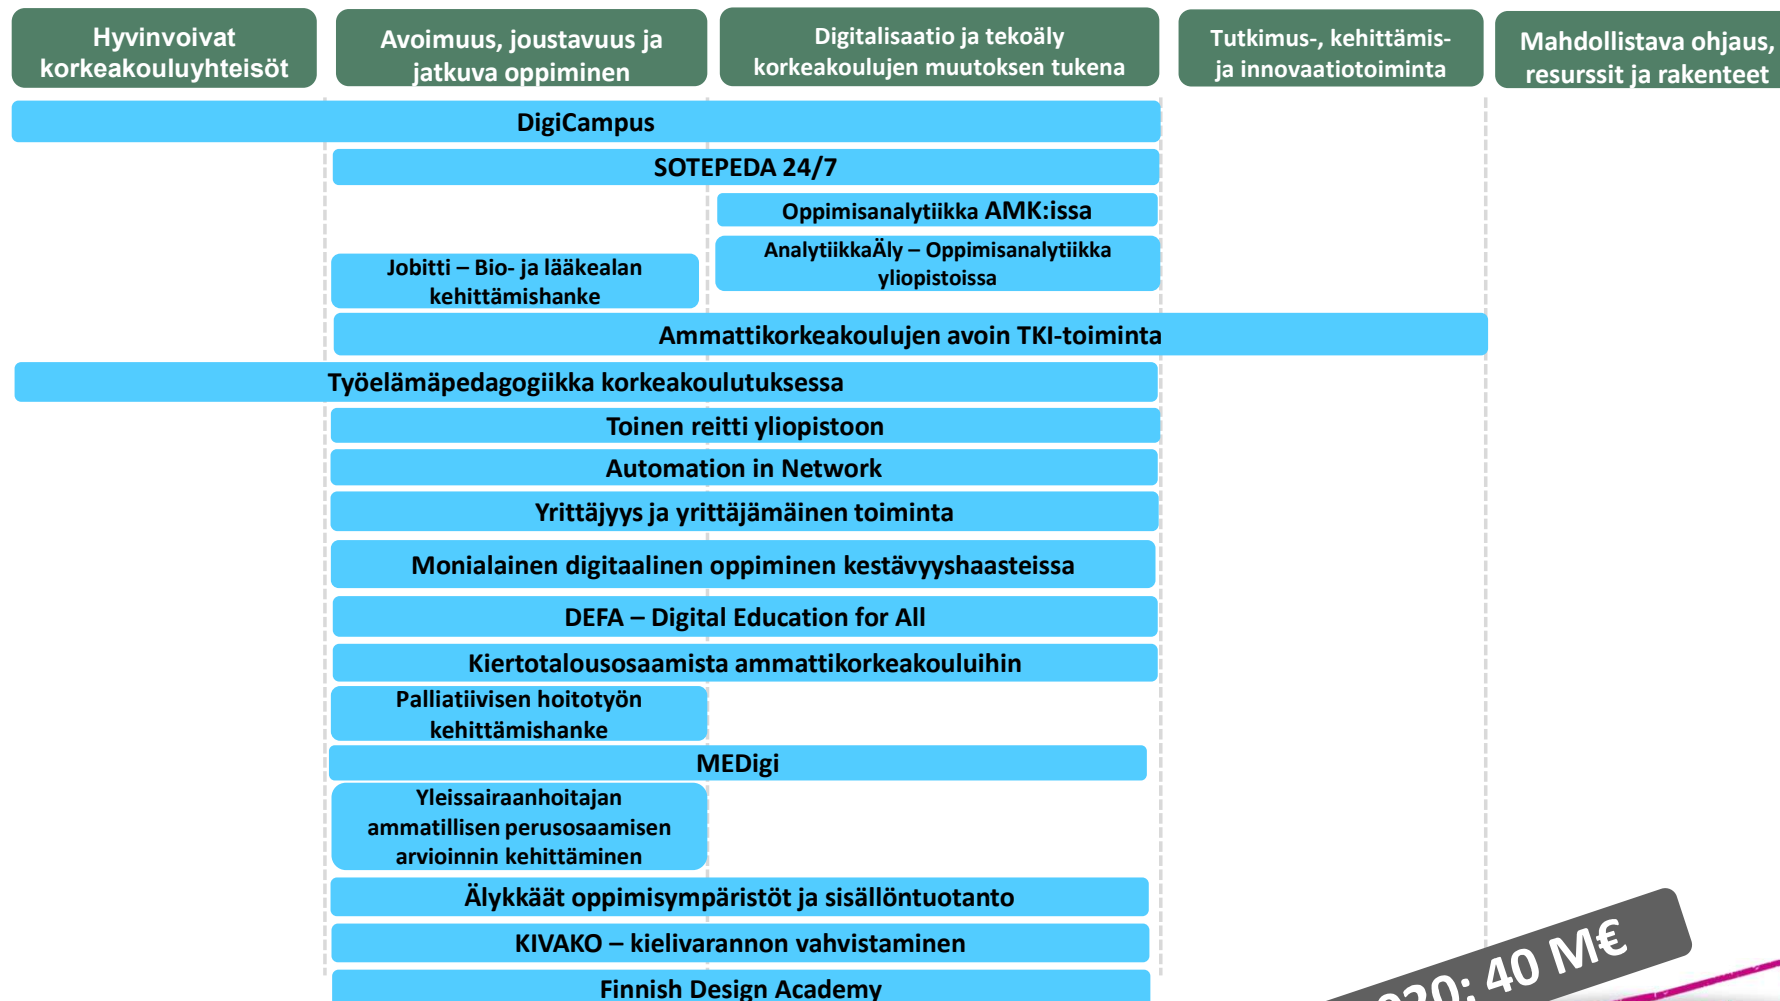 Hyvinvoivat
korkeakouluyhteisöt
Avoimuus, joustavuus ja
jatkuva oppiminen
Digitalisaatio ja tekoäly
korkeakoulujen muutoksen tukena
Tutkimus-, kehittämis-
ja innovaatiotoiminta
Mahdollistava ohjaus,
resurssit ja rakenteet
DigiCampus
SOTEPEDA 24/7
Oppimisanalytiikka AMK:issa
AnalytiikkaÄly – Oppimisanalytiikka
yliopistoissa
Jobitti – Bio- ja lääkealan
kehittämishanke
Ammattikorkeakoulujen avoin TKI-toiminta
Työelämäpedagogiikka korkeakoulutuksessa
Toinen reitti yliopistoon
Automation in Network
Yrittäjyys ja yrittäjämäinen toiminta
Monialainen digitaalinen oppiminen kestävyyshaasteissa
DEFA – Digital Education for All
Kiertotalousosaamista ammattikorkeakouluihin
Palliatiivisen hoitotyön
kehittämishanke
MEDigi
Yleissairaanhoitajan
ammatillisen perusosaamisen
arvioinnin kehittäminen
Älykkäät oppimisympäristöt ja sisällöntuotanto
KIVAKO – kielivarannon vahvistaminen
Finnish Design Academy
40 M€